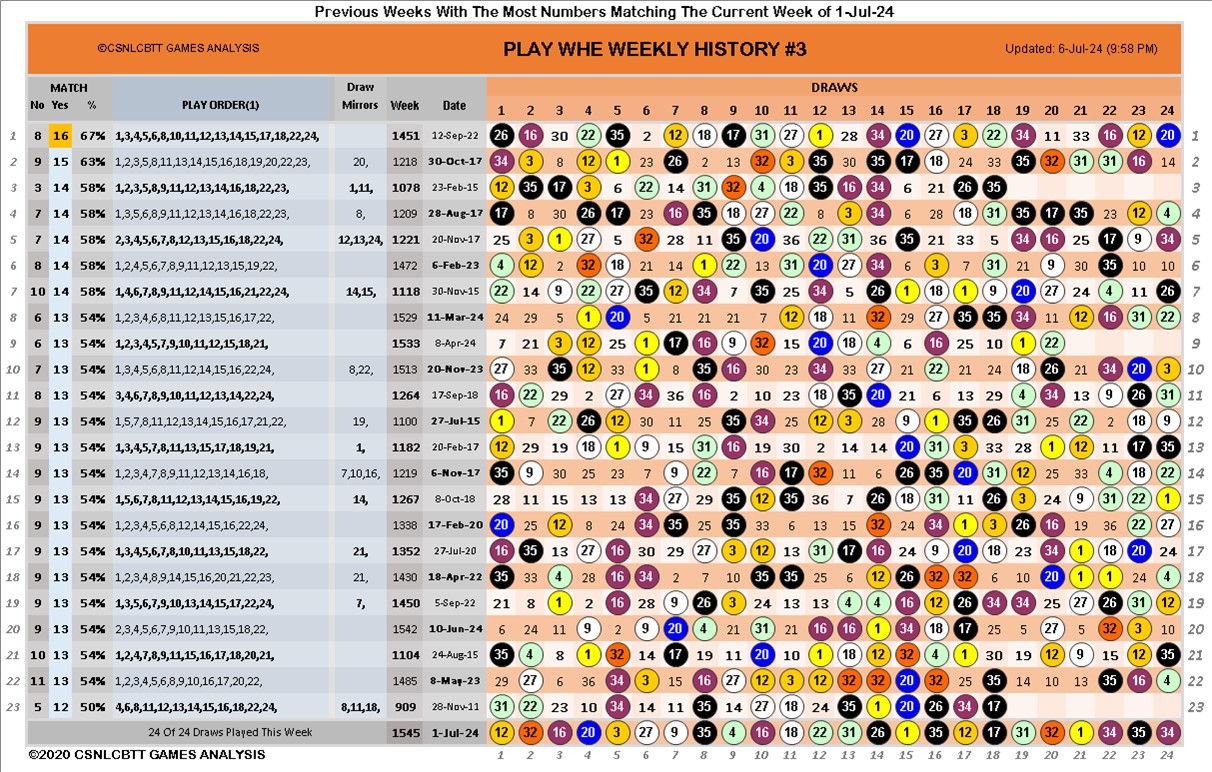 Previous Weeks With The Most Numbers Matching The Current Week of 1-Jul-24
©CSNLCBTT GAMES ANALYSIS PLAY WHE WEEKLY HISTORY #3 Updated: 6-Jul-24 (9:58 PM)
MATCH Draw DRAWS
No Yes % PLAY ORDER(1) Mirrors Week Date 1 2 3 4 5 6 7 8 9 10 11 12 13 14 15 16 17 18 19 20 21 22 23 24
1 8 16 67% 1,3,4,5,6,8,10,11,12,13,14,15,17,18,22,24, 1451 12-Sep-22 26 16 30 22 35 2 12 18 17 31 27 1 28 34 20 27 3 22 34 11 33 16 12 20 1
2 9 15 63% 1,2,3,5,8,11,13,14,15,16,18,19,20,22,23, 20, 1218 30-Oct-17 34 3 8 12 1 23 26 2 13 32 3 35 30 35 17 18 24 33 35 32 31 31 16 14 2
3 3 14 58% 1,2,3,5,8,9,11,12,13,14,16,18,22,23, 1,11, 1078 23-Feb-15 12 35 17 3 6 22 14 31 32 4 18 35 16 34 6 21 26 35 3
4 7 14 58% 1,3,5,6,8,9,11,12,13,14,16,18,22,23, 8, 1209 28-Aug-17 17 8 30 26 17 23 16 35 18 27 22 8 3 34 6 28 18 31 35 17 35 23 12 4 4
5 7 14 58% 2,3,4,5,6,7,8,12,13,15,16,18,22,24, 12,13,24, 1221 20-Nov-17 25 3 1 27 5 32 28 11 35 20 36 22 31 36 35 21 33 5 34 16 25 17 9 34 5
6 8 14 58% 1,2,4,5,6,7,8,9,11,12,13,15,19,22, 1472 6-Feb-23 4 12 2 32 18 21 14 1 22 13 31 20 27 34 6 3 7 31 21 9 30 35 10 10 6
7 10 14 58% 3,4,6,7,8,9,11,12,14,15,16,21,22,24, 14,15, 1118 30-Nov-15 22 14 9 22 27 35 12 34 7 35 25 34 5 26 1 18 1 9 20 27 24 4 11 26 7
8 6 13 54% 1,2,3,4,8,11,12,13,15,16,17,22, 1529 11-Mar-24 24 29 5 1 20 5 21 21 21 7 12 18 11 32 29 27 35 35 34 11 12 16 31 22 8
9 6 13 54% 1,2,3,4,5,7,9,10,11,12,15,18,21, 1533 8-Apr-24 7 21 3 12 25 1 17 16 9 32 15 20 18 4 6 16 25 10 1 22 9
10 7 13 54% 1,3,4,5,8,9,11,12,13,14,15,22,24, 8,22, 1513 20-Nov-23 27 33 35 12 33 1 8 35 16 30 23 34 33 27 21 22 21 24 18 26 21 34 20 3 10
11 8 13 54% 3,4,6,7,8,9,10,11,12,13,14,22,24, 1264 17-Sep-18 16 22 29 2 27 34 36 16 2 10 23 18 35 20 21 6 13 29 4 34 13 9 26 31 11
12 9 13 54% 1,5,7,8,11,12,13,14,15,16,17,21,22, 19, 1100 27-Jul-15 1 7 22 26 12 30 11 25 35 34 25 12 3 28 9 1 35 26 31 21 22 2 18 9 12
13 9 13 54% 1,3,4,5,7,8,11,13,15,17,18,19,21, 1, 1182 20-Feb-17 12 29 19 18 1 9 15 31 16 19 30 2 14 14 20 31 3 33 28 1 12 11 17 35 13
14 9 13 54% 1,2,3,4,7,8,9,11,12,13,14,16,18, 7,10,16, 1219 6-Nov-17 35 9 30 25 23 7 9 22 7 16 17 32 2 14 26 35 20 31 12 25 33 4 18 22 14
15 9 13 54% 1,5,6,7,8,11,12,13,14,15,16,19,22, 14, 1267 8-Oct-18 28 11 15 13 13 34 27 29 35 12 35 36 7 26 18 31 11 26 3 24 9 31 22 1 15
16 9 13 54% 1,2,3,4,5,6,8,12,14,15,16,22,24, 1338 17-Feb-20 20 25 12 8 24 34 35 25 35 33 6 13 15 32 24 34 1 3 26 16 19 36 22 27 16
17 9 13 54% 1,3,4,5,6,7,8,10,11,13,15,18,22, 21, 1352 27-Jul-20 16 35 13 27 16 30 29 27 3 12 13 31 17 16 24 9 20 18 23 34 1 18 20 24 17
18 9 13 54% 1,2,3,4,8,9,14,15,16,20,21,22,23, 21, 1430 18-Apr-22 35 33 4 28 16 34 2 7 10 35 35 25 6 12 26 32 32 6 10 20 1 1 24 4 18
19 9 13 54% 1,3,5,6,7,9,10,13,14,15,17,22,24, 7, 1450 5-Sep-22 21 8 1 2 16 28 9 26 3 24 13 13 4 4 16 12 26 34 34 25 27 26 31 12 19
20 9 13 54% 2,3,4,5,6,7,9,10,11,13,15,18,22, 1542 10-Jun-24 6 24 11 9 2 9 20 4 21 31 21 16 16 1 34 18 17 25 5 27 5 32 3 10 20
21 10 13 54% 1,2,4,7,8,9,11,15,16,17,18,20,21, 1104 24-Aug-15 35 4 8 1 32 14 17 19 11 20 10 1 18 12 32 4 1 30 19 12 9 15 12 35 21
22 11 13 54% 1,2,3,4,5,6,8,9,10,16,17,20,22, 1485 8-May-23 29 27 6 36 34 3 15 16 27 12 3 12 32 32 20 32 25 35 14 10 13 35 16 4 22
23 5 12 50% 4,6,8,11,12,13,14,15,16,18,22,24, 8,11,18, 909 28-Nov-11 31 22 23 10 34 14 11 35 24 27 18 24 35 1 20 26 34 17 23
24 Of 24 Draws Played This Week 1545 1-Jul-24 12 32 16 20 3 27 9 35 4 16 18 22 31 26 1 35 12 17 31 32 1 34 35 34
©2020 CSNLCBTT GAMES ANALYSIS 1 2 3 4 5 6 7 8 9 10 11 12 13 14 15 16 17 18 19 20 21 22 23 24